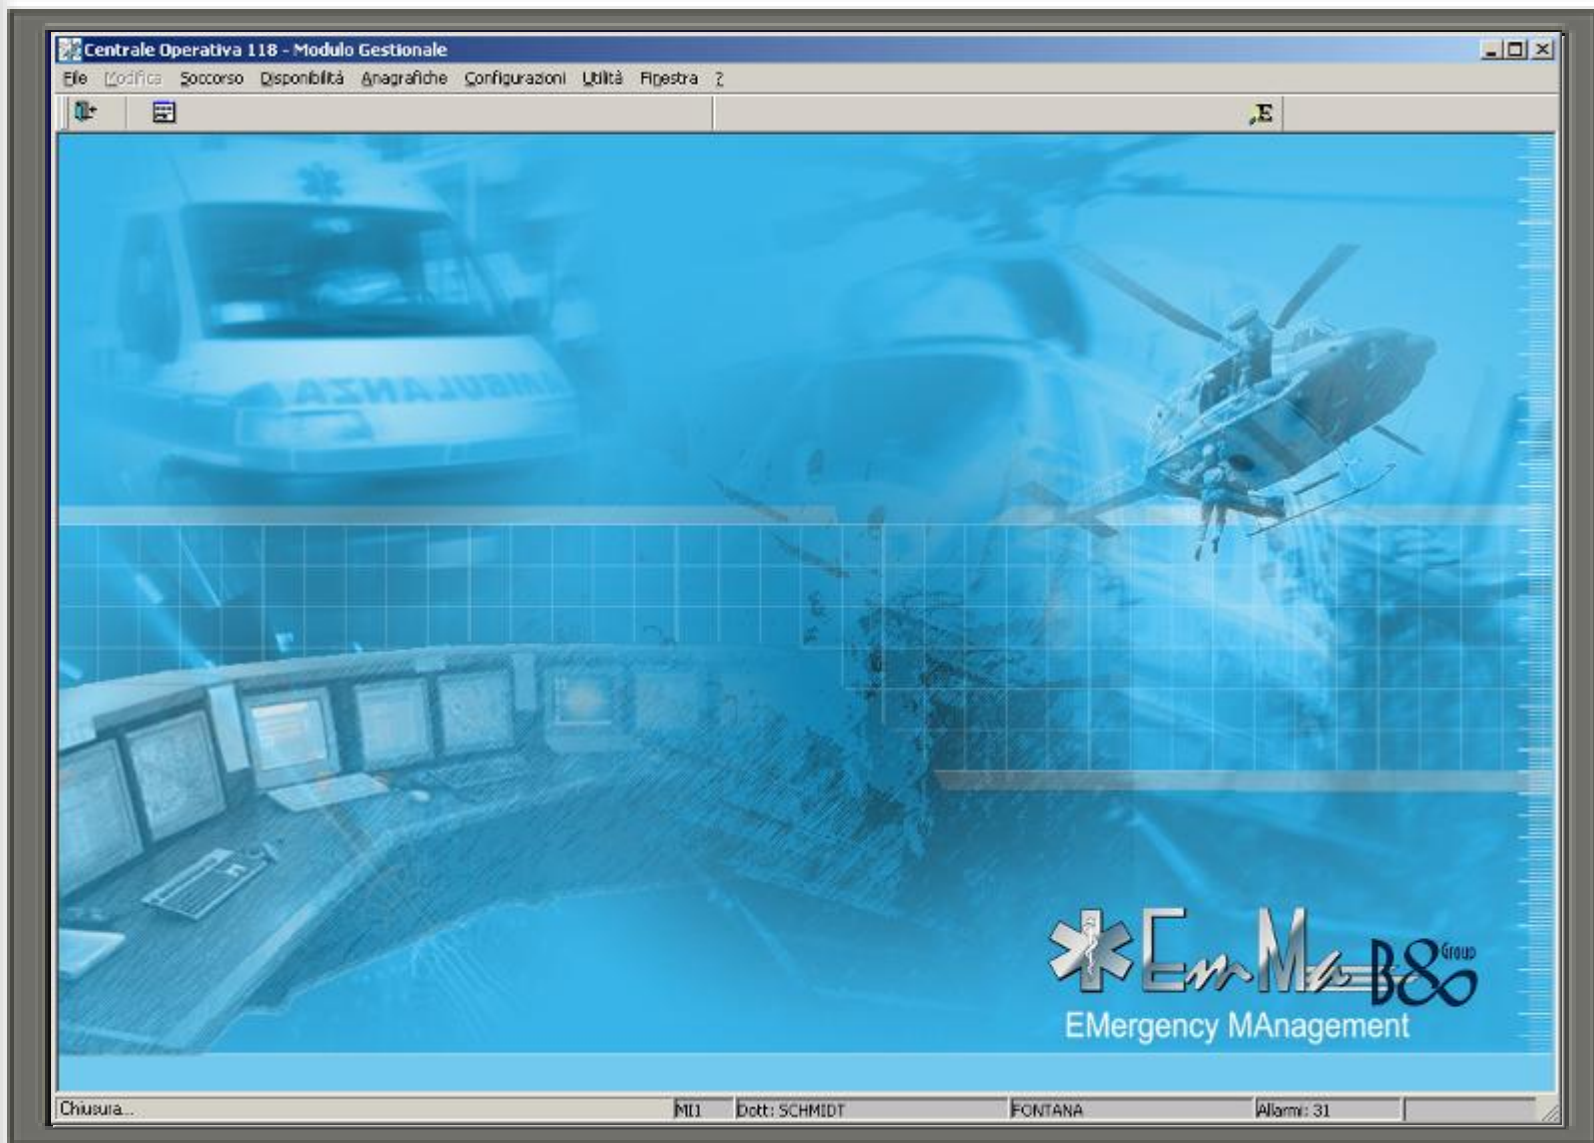 Centrale Operativa 118 - Modulo Gestionale
File Modifica Soccorso Disponibilità Anagrafiche Configurazioni Utilità Finestra ?
E
AMBULANZA
EmMa B& Group
EMergency MAnagement
Chiusura... MI1 Dott: SCHMIDT FONTANA Allarmi: 31